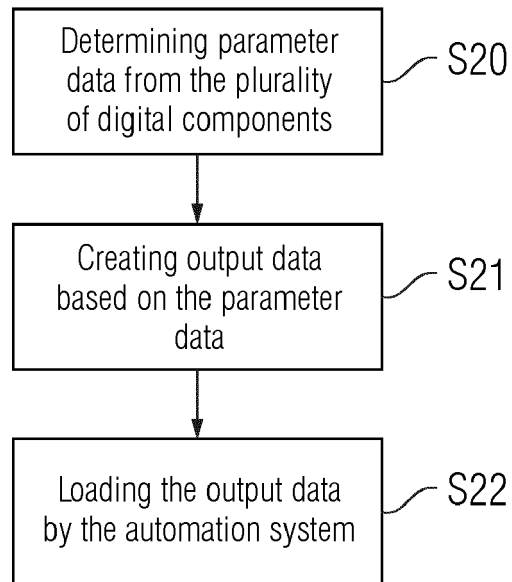 Determining parameter
data from the plurality
of digital components
S20
Creating output data
based on the parameter
data
S21
Loading the output data
by the automation system
S22